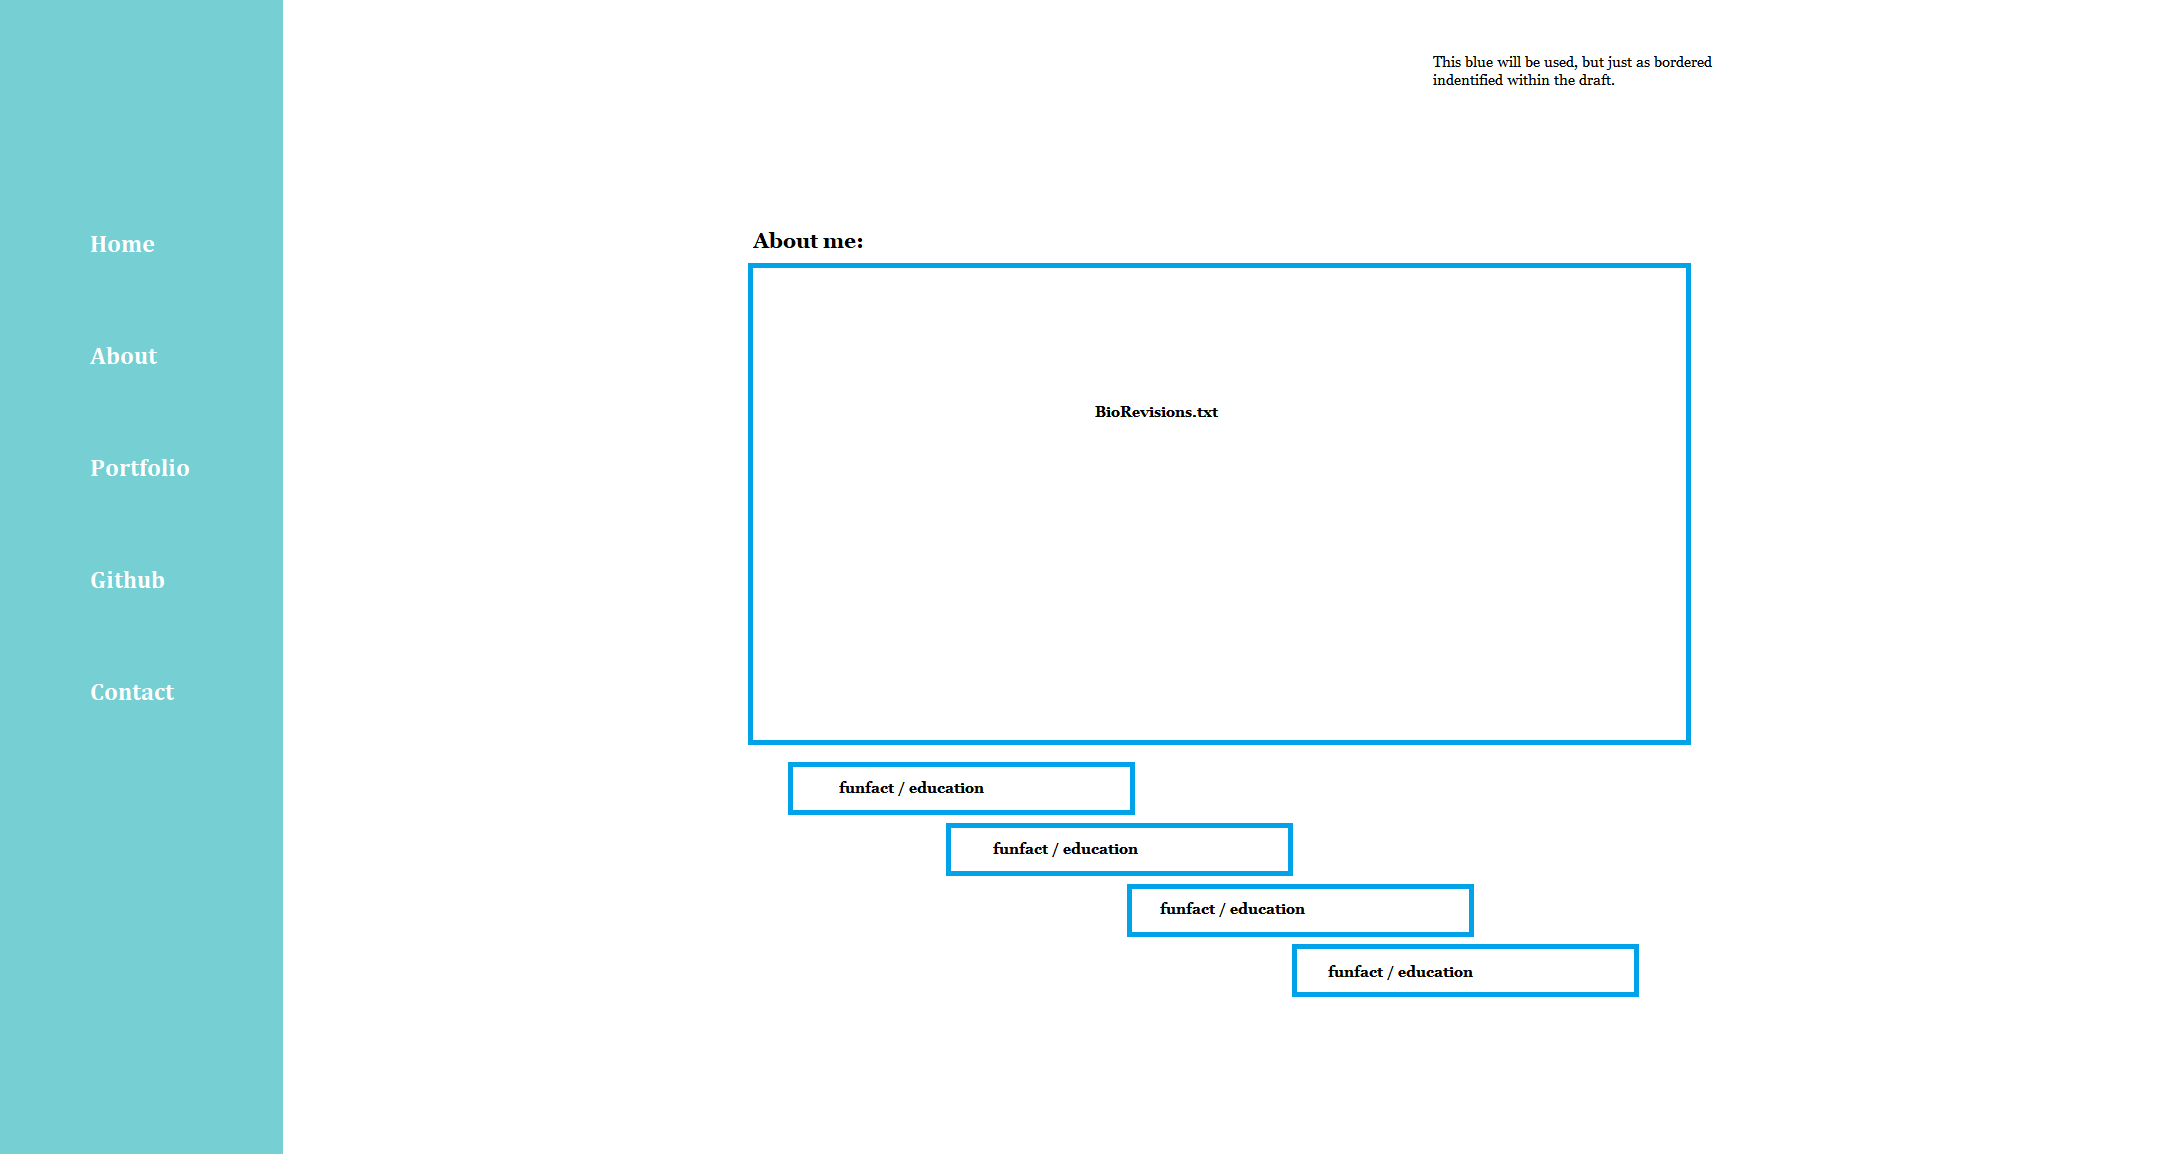 Home
About
Portfolio
Github
Contact
This blue will be used, but just as bordered
indentified within the draft.
About me:
BioRevisions.txt
funfact / education
funfact / education
funfact / education
funfact / education